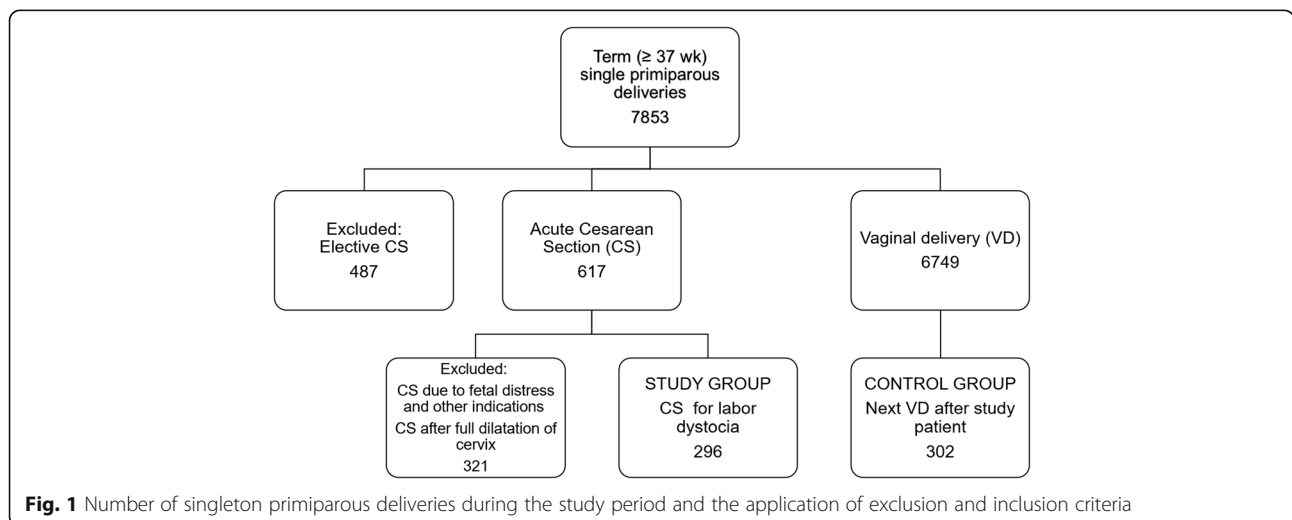 Term (≥ 37 wk)
single primiparous
deliveries
7853
Excluded:
Elective CS
487
Acute Cesarean
Section (CS)
617
Vaginal delivery (VD)
6749
Excluded:
CS due to fetal distress
and other indications
CS after full dilatation of
cervix
321
STUDY GROUP
CS for labor
dystocia
296
CONTROL GROUP
Next VD after study
patient
302
Fig. 1 Number of singleton primiparous deliveries during the study period and the application of exclusion and inclusion criteria